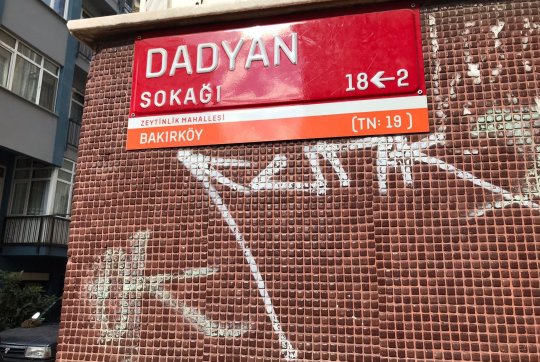 DADYAN
SOKAĞI 18←2
ZEYTİNLİK MAHALLESİ
BAKIRKÖY (TN: 19)